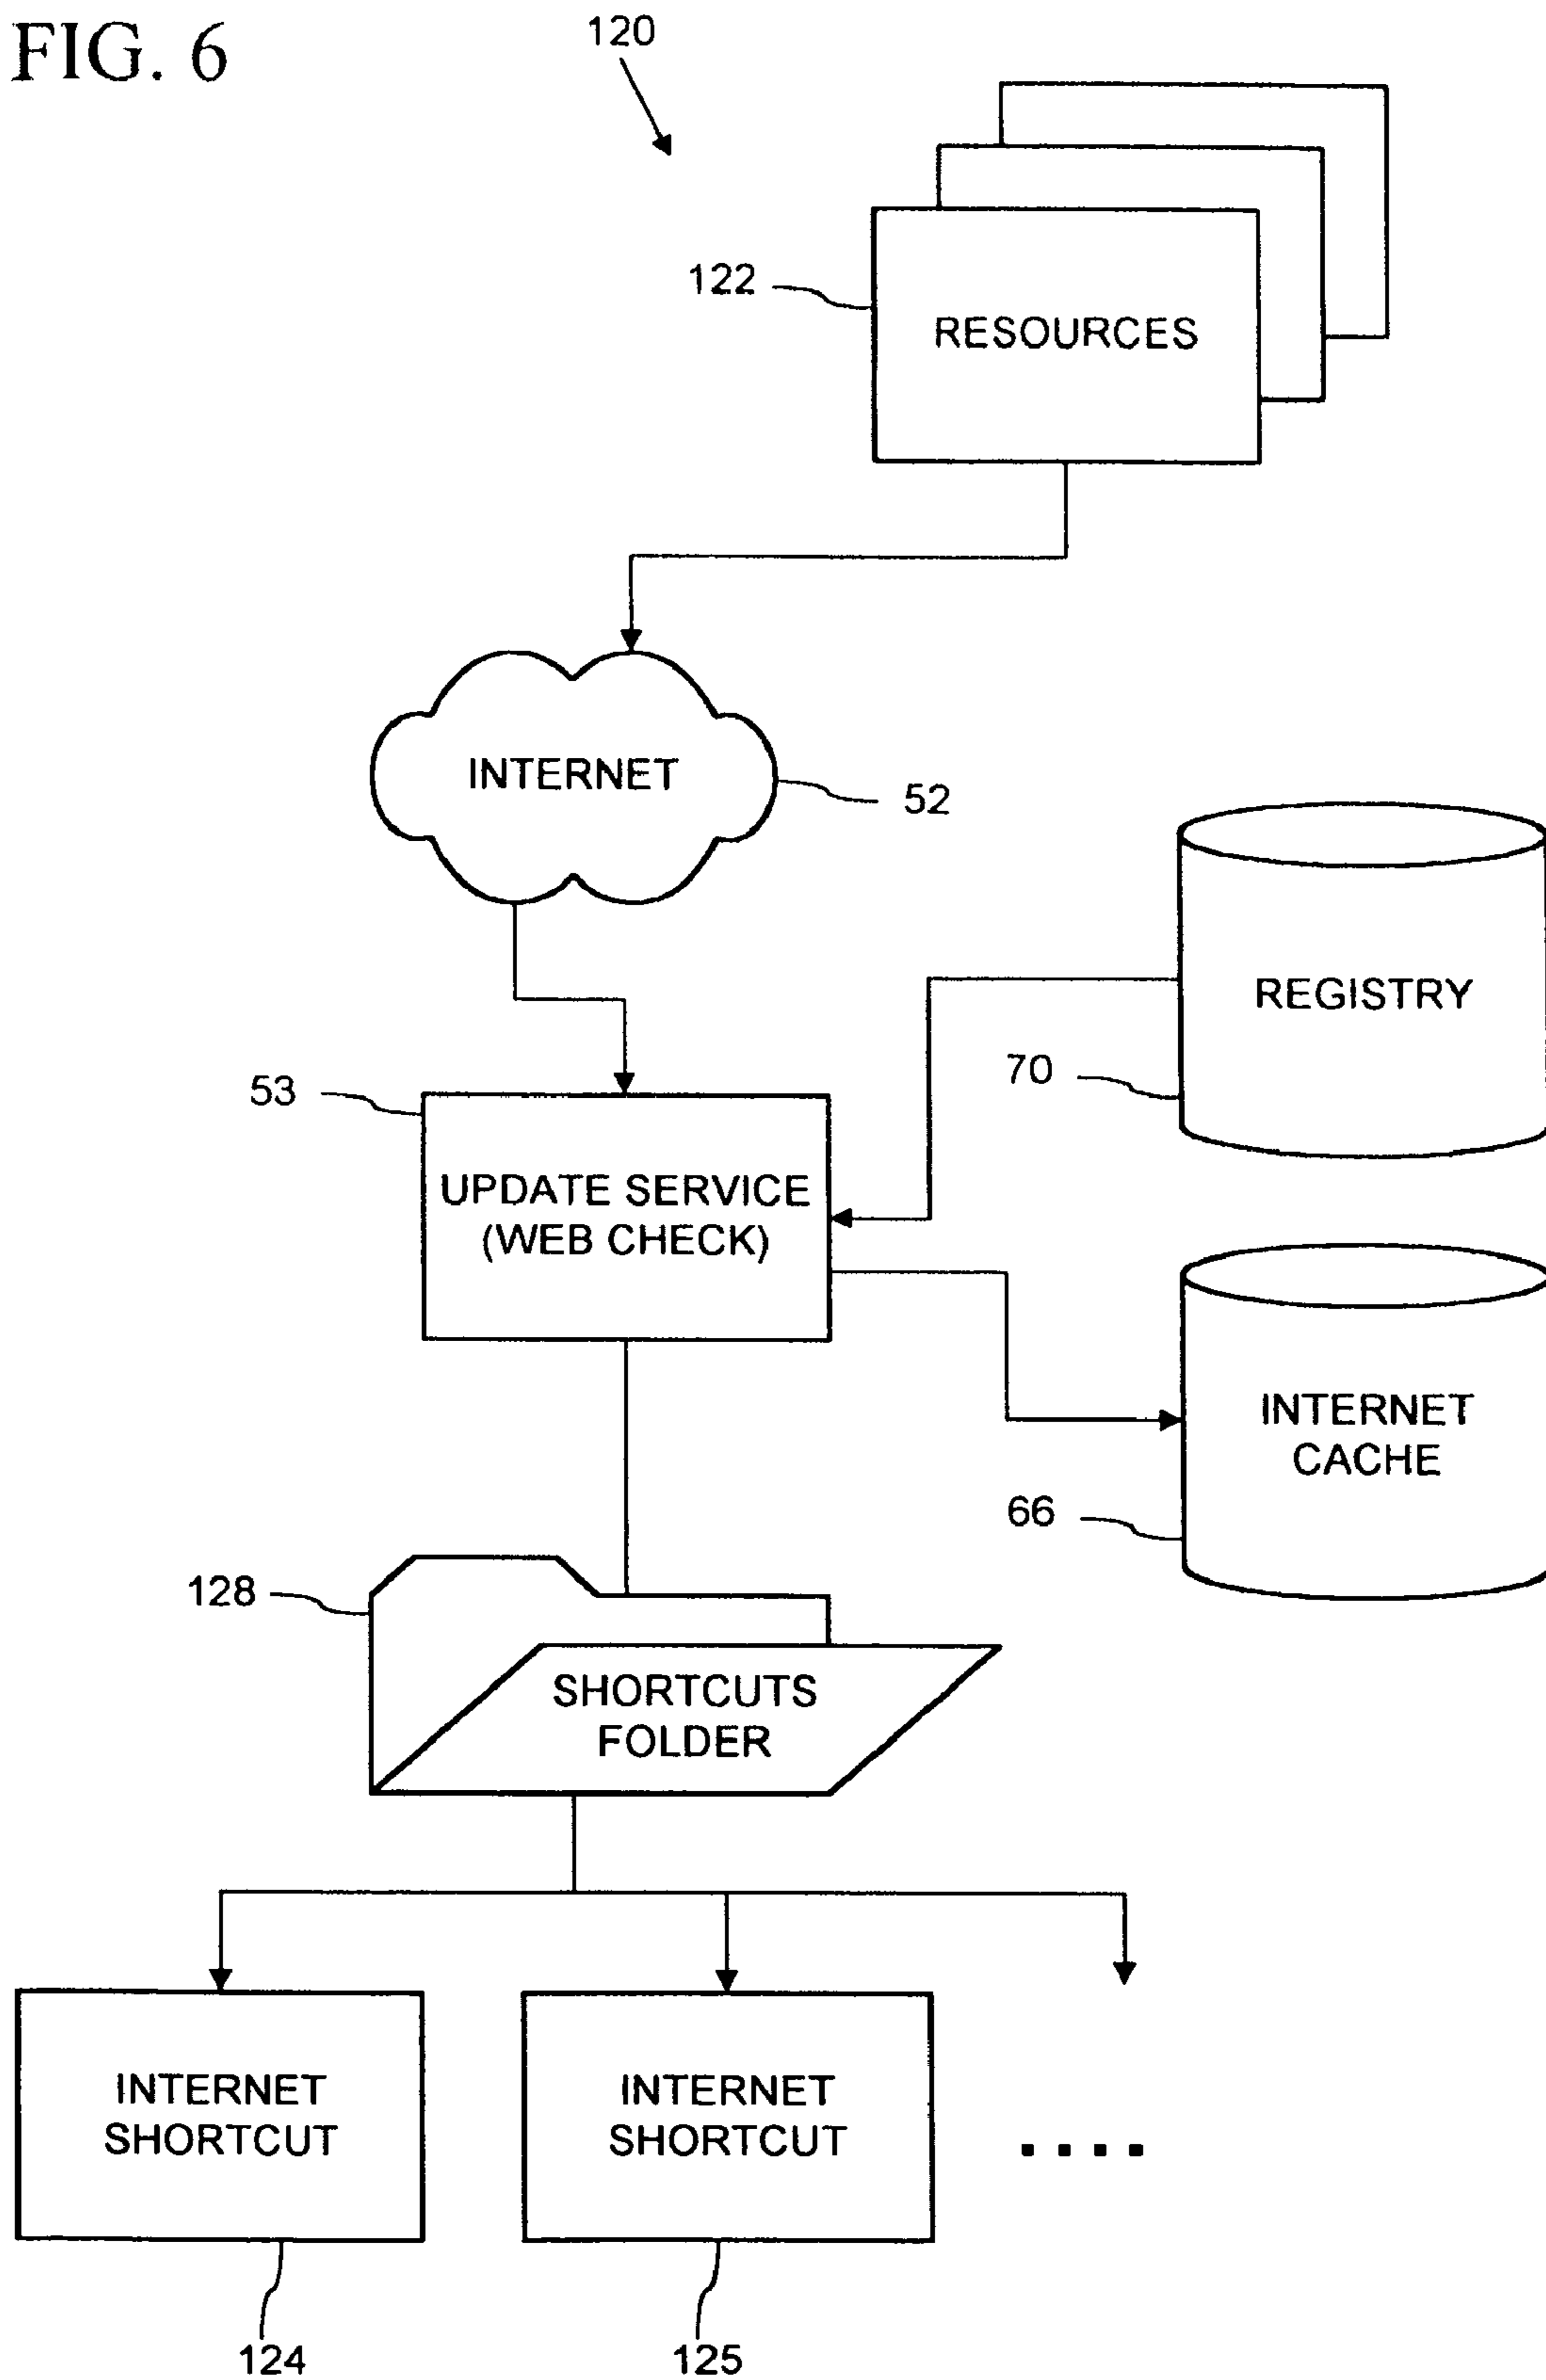 FIG. 6
120
122
RESOURCES
INTERNET
52
REGISTRY
70
53
UPDATE SERVICE
(WEB CHECK)
INTERNET
CACHE
66
128
SHORTCUTS
FOLDER
INTERNET
SHORTCUT
INTERNET
SHORTCUT
....
124
125